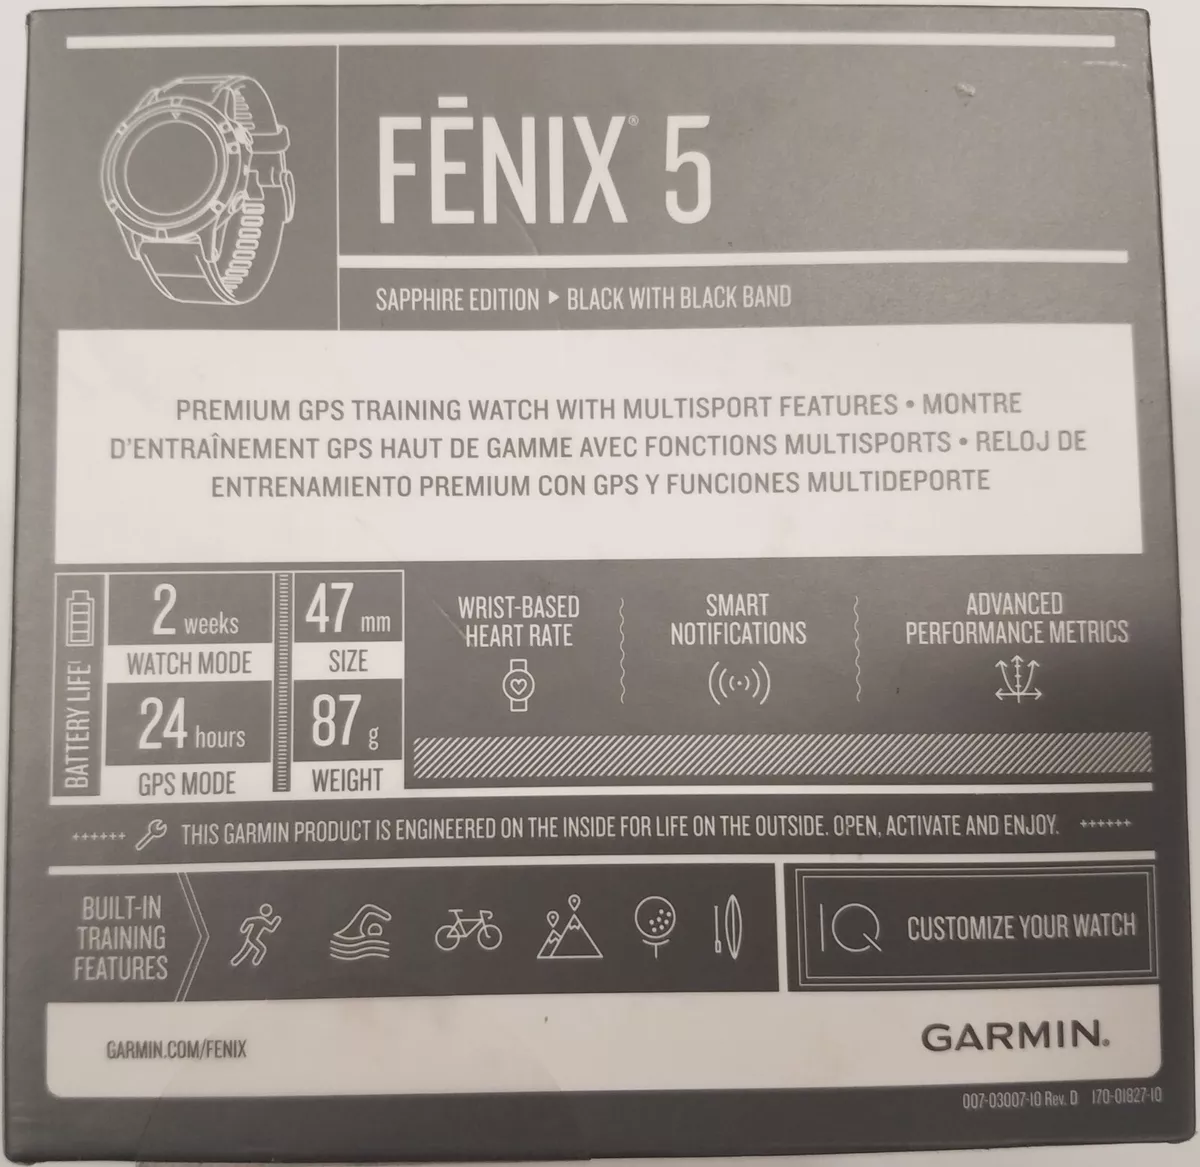 FĒNIX® 5
SAPPHIRE EDITION ▶ BLACK WITH BLACK BAND
PREMIUM GPS TRAINING WATCH WITH MULTISPORT FEATURES • MONTRE
D'ENTRAÎNEMENT GPS HAUT DE GAMME AVEC FONCTIONS MULTISPORTS • RELOJ DE
ENTRENAMIENTO PREMIUM CON GPS Y FUNCIONES MULTIDEPORTE
BATTERY LIFE¹
2 weeks
WATCH MODE
24 hours
GPS MODE
47 mm
SIZE
87 g
WEIGHT
WRIST-BASED
HEART RATE
SMART
NOTIFICATIONS
ADVANCED
PERFORMANCE METRICS
++++++ THIS GARMIN PRODUCT IS ENGINEERED ON THE INSIDE FOR LIFE ON THE OUTSIDE. OPEN, ACTIVATE AND ENJOY. ++++++
BUILT-IN
TRAINING
FEATURES
IQ CUSTOMIZE YOUR WATCH
GARMIN.COM/FENIX
GARMIN.
007-03007-10 Rev. D 170-01827-10